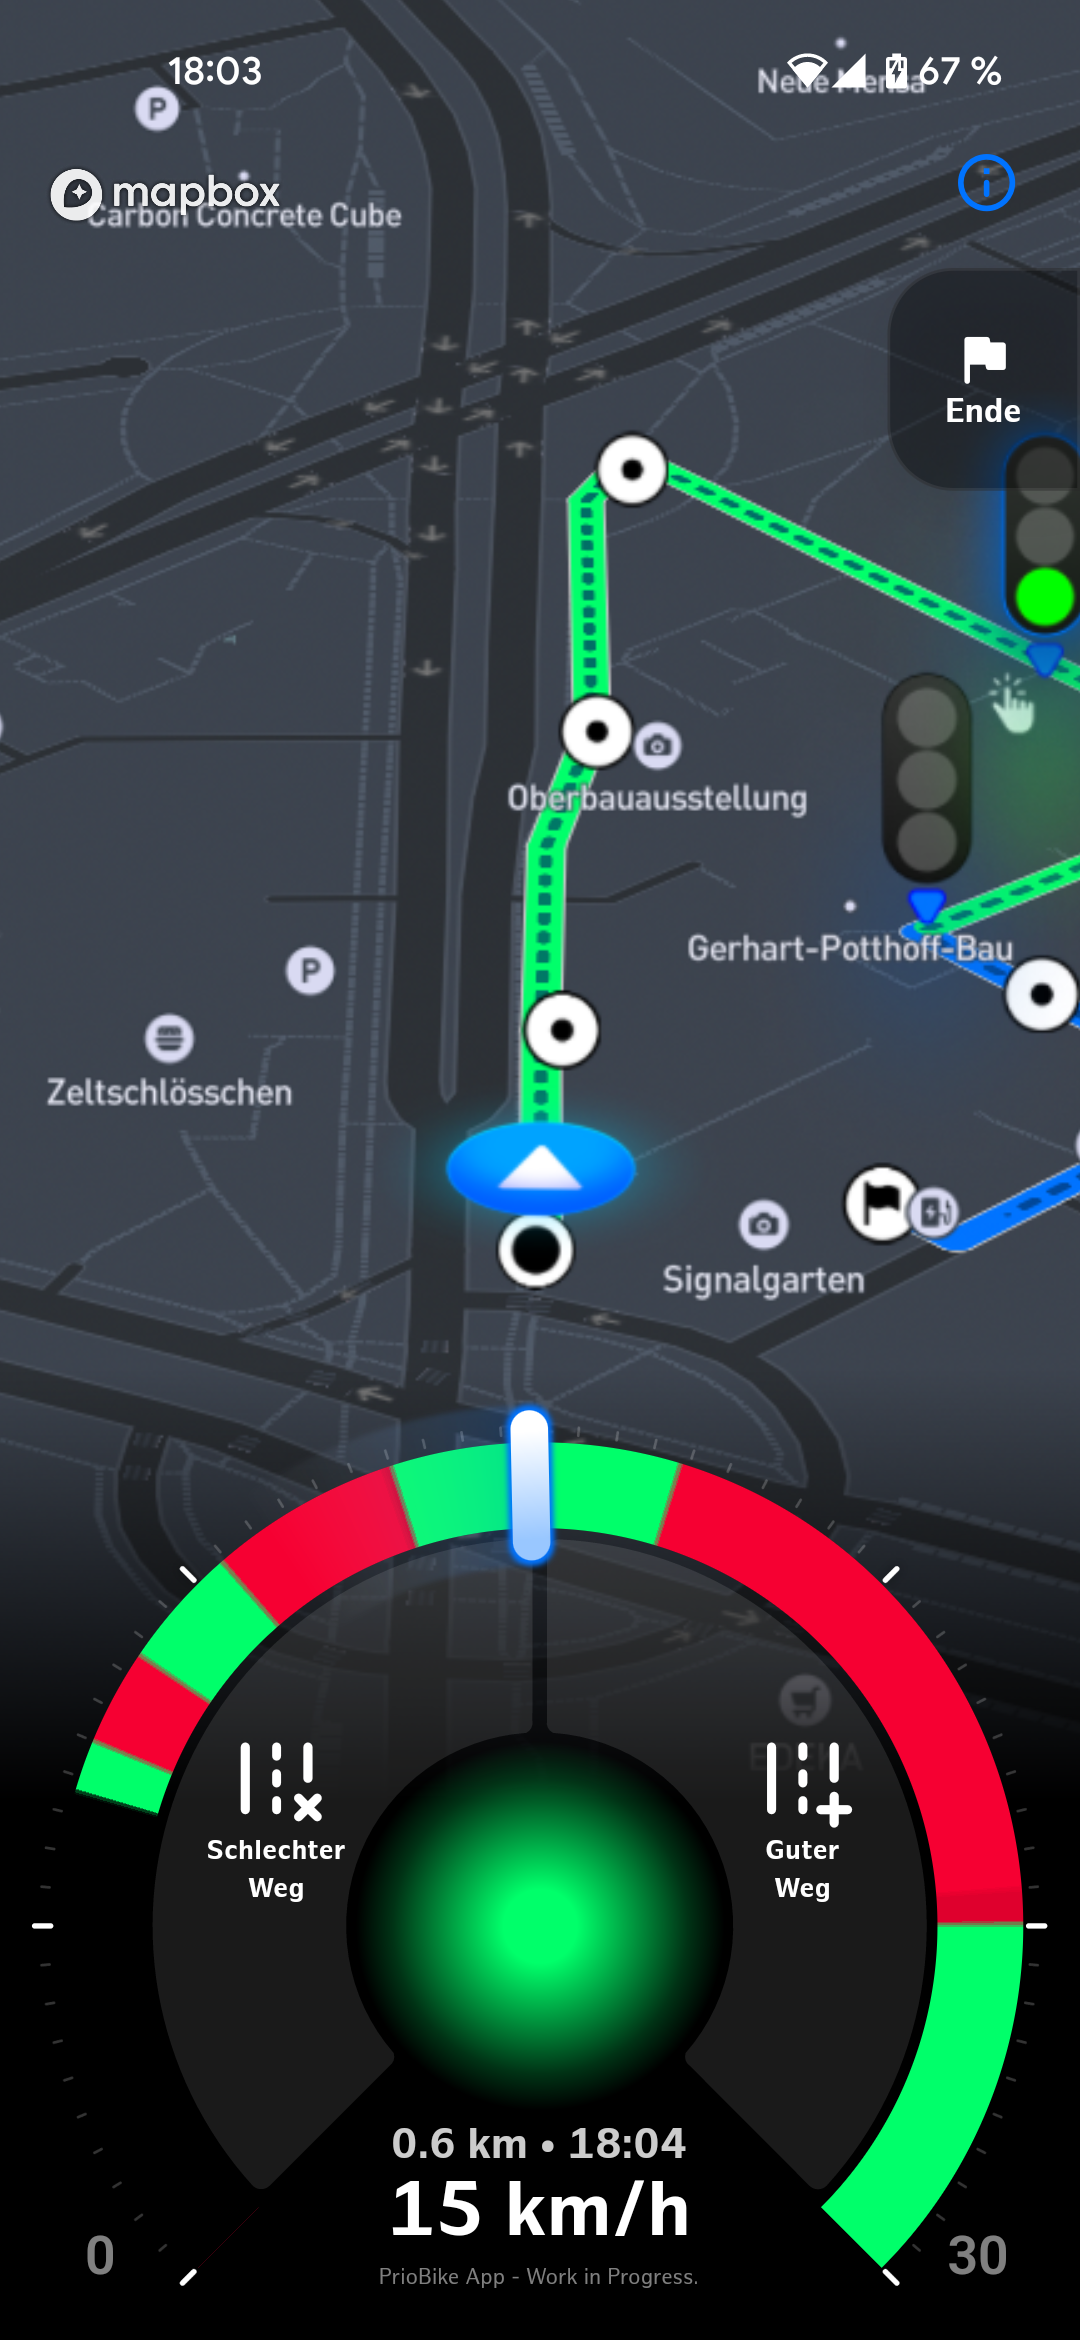 18:03
67 %
Neue Mensa
P
mapbox
Carbon Concrete Cube
Ende
Oberbauausstellung
Gerhart-Potthoff-Bau
P
Zeltschlösschen
Signalgarten
EDEKA
Schlechter
Weg
Guter
Weg
0.6 km • 18:04
15 km/h
0
30
PrioBike App - Work in Progress.